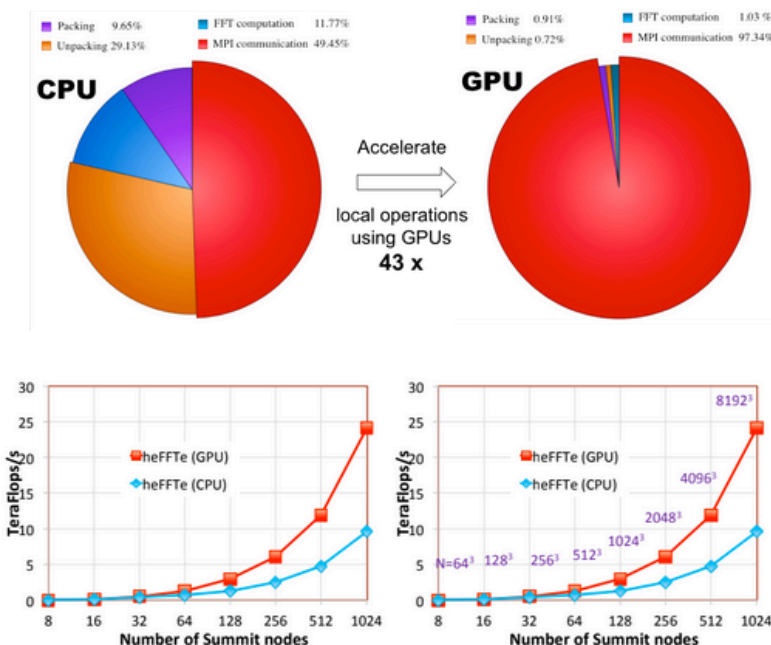 Packing 9.65% FFT computation 11.77%
Unpacking 29.13% MPI communication 49.45%
CPU
Packing 0.91% FFT computation 1.03 %
Unpacking 0.72% MPI communication 97.34%
GPU
Accelerate
local operations
using GPUs
43 x
TeraFlops/s
30
25
20
15
10
5
0
heFFTe (GPU)
heFFTe (CPU)
8 16 32 64 128 256 512 1024
Number of Summit nodes
30
25
20
15
10
5
0
8192³
heFFTe (GPU)
heFFTe (CPU)
4096³
2048³
1024³
512³
N=64³ 128³ 256³
8 16 32 64 128 256 512 1024
Number of Summit nodes